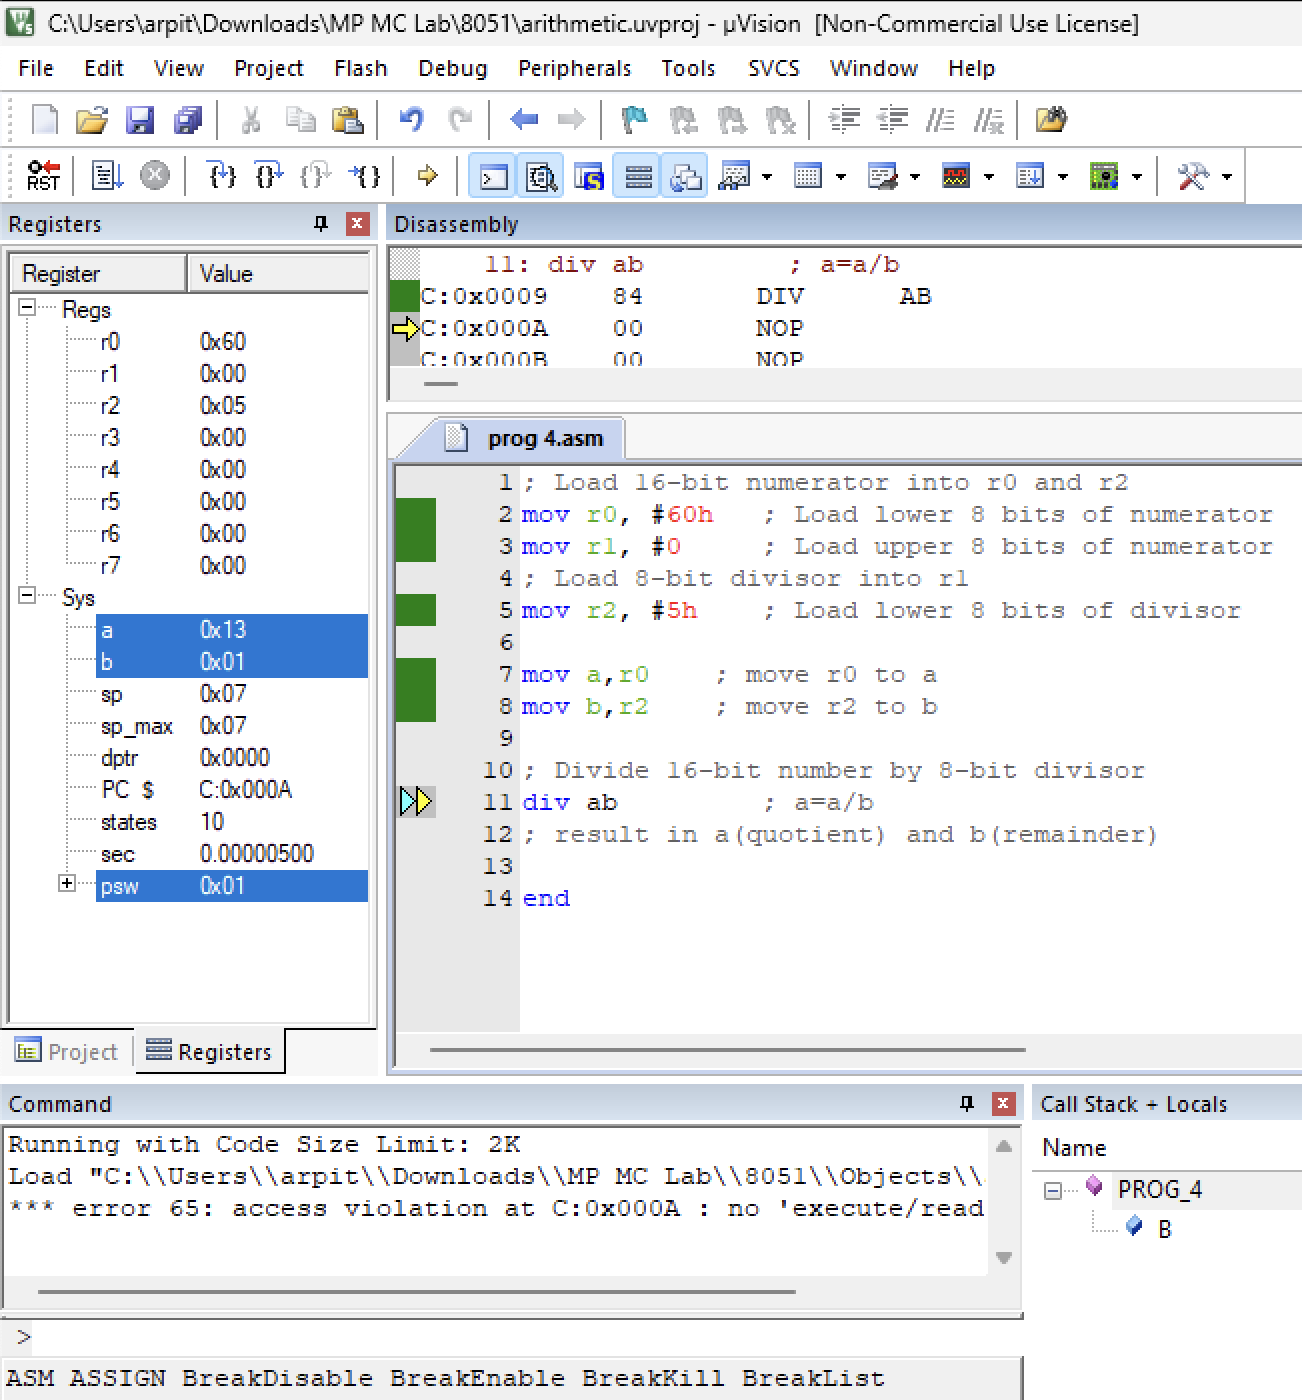 C:\Users\arpit\Downloads\MP MC Lab\8051\arithmetic.uvproj - µVision  [Non-Commercial Use License]
File Edit View Project Flash Debug Peripherals Tools SVCS Window Help
RST
Registers
Register Value
Regs
r0 0x60
r1 0x00
r2 0x05
r3 0x00
r4 0x00
r5 0x00
r6 0x00
r7 0x00
Sys
a 0x13
b 0x01
sp 0x07
sp_max 0x07
dptr 0x0000
PC $ C:0x000A
states 10
sec 0.00000500
psw 0x01
Project Registers
Disassembly
11: div ab ; a=a/b
C:0x0009 84 DIV AB
C:0x000A 00 NOP
C:0x000B 00 NOP
prog 4.asm
1 ; Load 16-bit numerator into r0 and r2
2 mov r0, #60h ; Load lower 8 bits of numerator
3 mov r1, #0 ; Load upper 8 bits of numerator
4 ; Load 8-bit divisor into r1
5 mov r2, #5h ; Load lower 8 bits of divisor
6
7 mov a,r0 ; move r0 to a
8 mov b,r2 ; move r2 to b
9
10 ; Divide 16-bit number by 8-bit divisor
11 div ab ; a=a/b
12 ; result in a(quotient) and b(remainder)
13
14 end
Command
Running with Code Size Limit: 2K
Load "C:\\Users\\arpit\\Downloads\\MP MC Lab\\8051\\Objects\\
*** error 65: access violation at C:0x000A : no 'execute/read
>
ASM ASSIGN BreakDisable BreakEnable BreakKill BreakList
Call Stack + Locals
Name
PROG_4
B